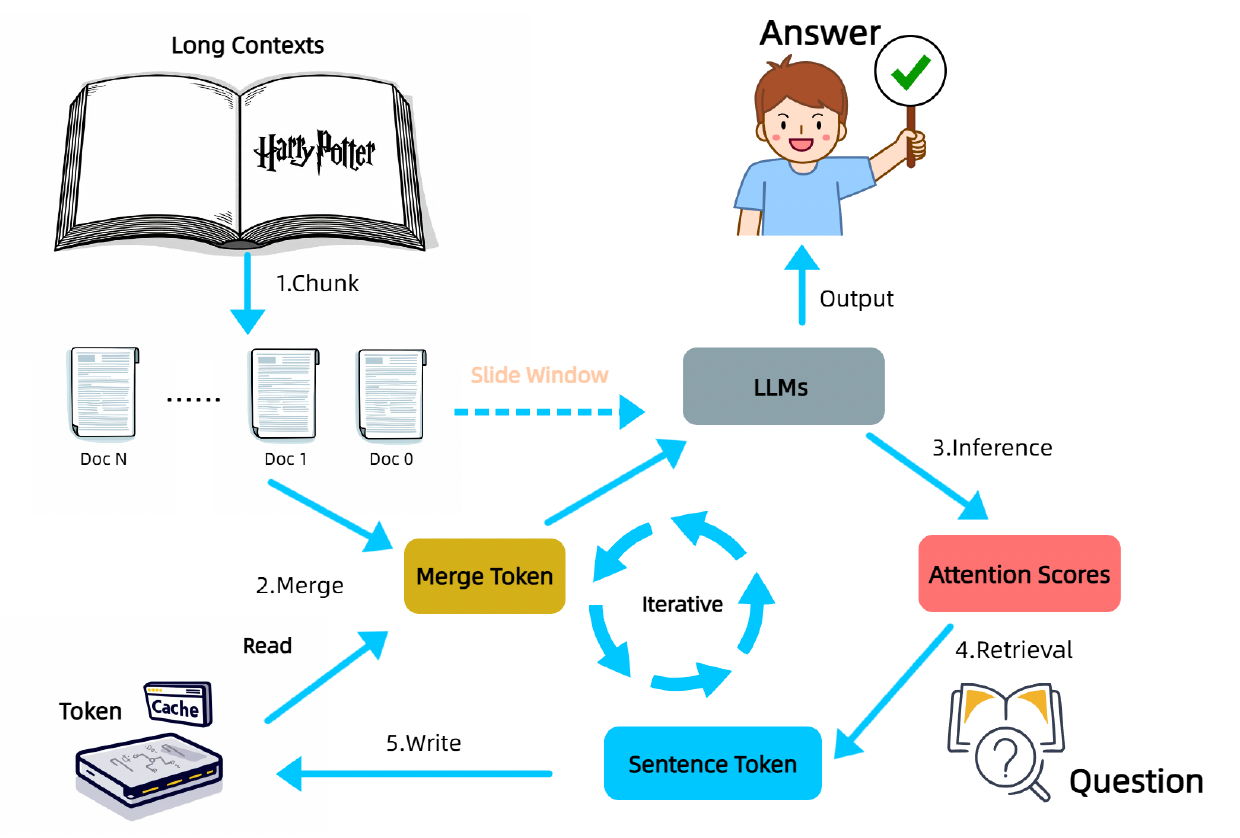 Long Contexts
Harry Potter
Answer
1.Chunk
Output
Slide Window
LLMs
Doc N
......
Doc 1
Doc 0
3.Inference
2.Merge
Merge Token
Iterative
Attention Scores
Read
4.Retrieval
Token
Cache
5.Write
Sentence Token
?
Question